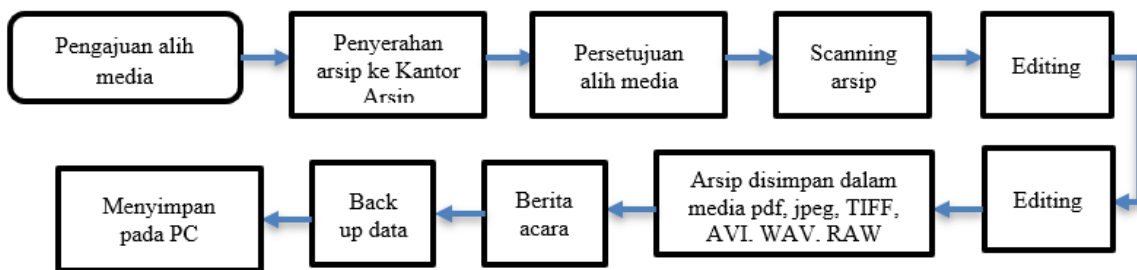 Pengajuan alih
media
Penyerahan
arsip ke Kantor
Arsip
Persetujuan
alih media
Scanning
arsip
Editing
Editing
Arsip disimpan dalam
media pdf, jpeg, TIFF,
AVI. WAV. RAW
Berita
acara
Back
up data
Menyimpan
pada PC